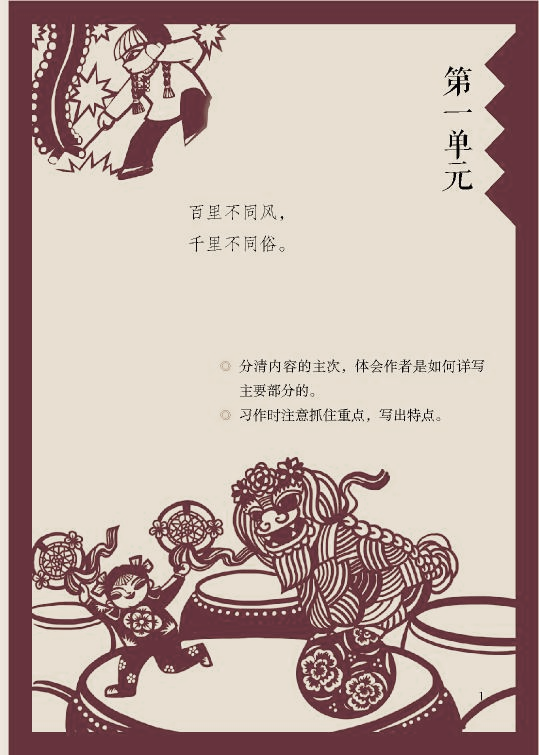 第一单元
百里不同风，
千里不同俗。
◎ 分清内容的主次，体会作者是如何详写
主要部分的。
◎ 习作时注意抓住重点，写出特点。
1